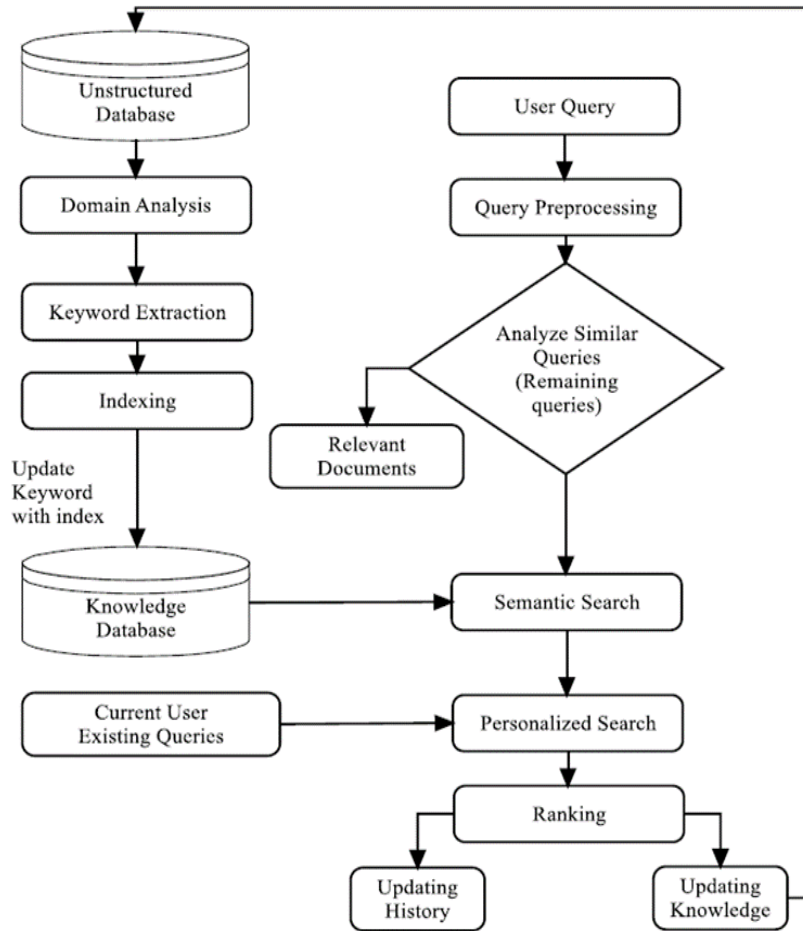 Unstructured
Database
User Query
Domain Analysis
Query Preprocessing
Keyword Extraction
Analyze Similar
Queries
(Remaining
queries)
Indexing
Relevant
Documents
Update
Keyword
with index
Knowledge
Database
Semantic Search
Current User
Existing Queries
Personalized Search
Ranking
Updating
History
Updating
Knowledge